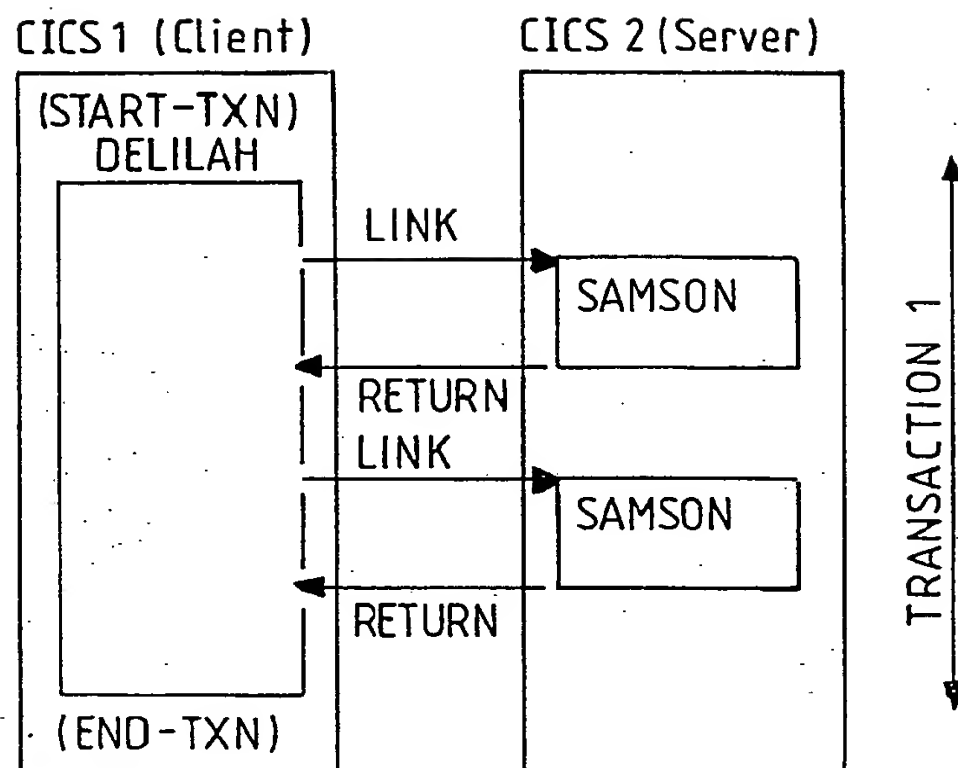 CICS 1 (Client)
CICS 2 (Server)
(START-TXN)
DELILAH
LINK
SAMSON
RETURN
LINK
SAMSON
RETURN
(END-TXN)
TRANSACTION 1